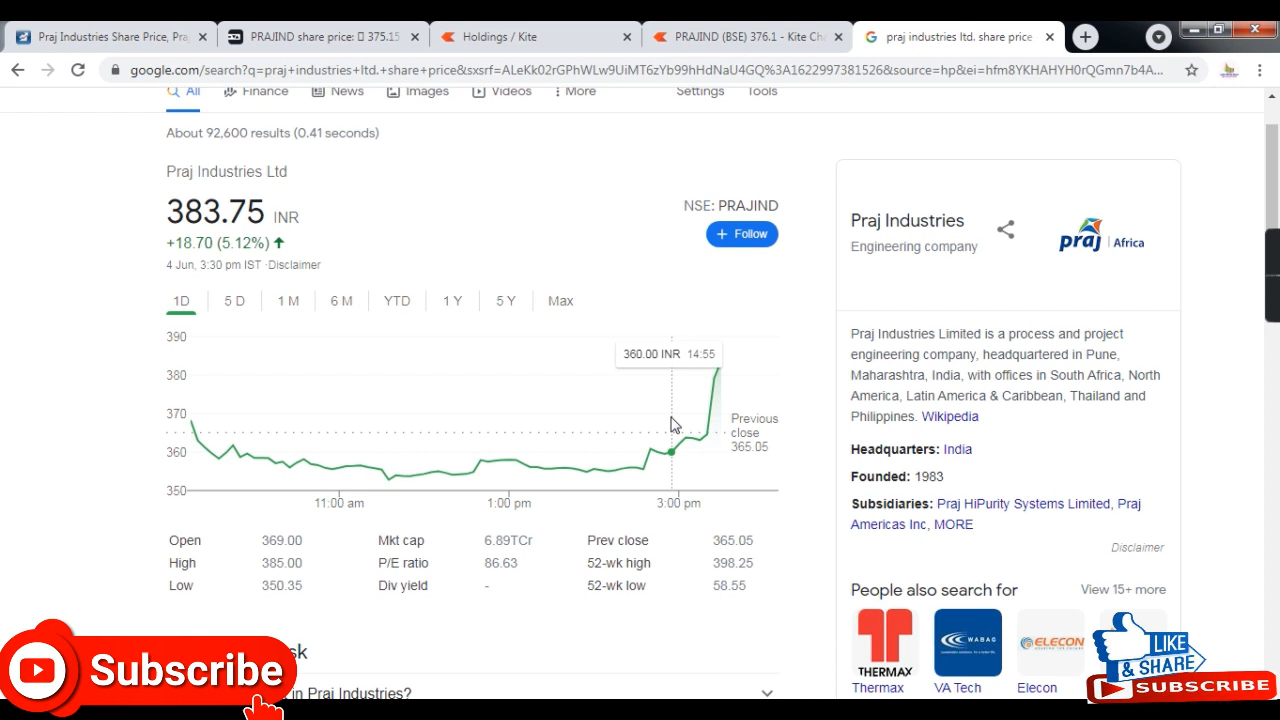 Praj Industries Share Price, Pra
PRAJIND share price: ▯ 375.15
Holdings / Kite
PRAJIND (BSE) 376.1 - Kite Cha
praj industries ltd. share price
google.com/search?q=praj+industries+ltd.+share+price&sxsrf=ALeKk02rGPhWLw9UiMT6zYb99hHdNaU4GQ%3A1622997381526&source=hp&ei=hfm8YKHAHYH0rQGmn7b4A...
All
Finance
News
Images
Videos
More
Settings
Tools
About 92,600 results (0.41 seconds)
Praj Industries Ltd
383.75 INR
+18.70 (5.12%)
4 Jun, 3:30 pm IST · Disclaimer
NSE: PRAJIND
+ Follow
1D
5 D
1 M
6 M
YTD
1 Y
5 Y
Max
390
380
370
360
350
360.00 INR 14:55
Previous
close
365.05
11:00 am
1:00 pm
3:00 pm
Open 369.00 Mkt cap 6.89TCr Prev close 365.05
High 385.00 P/E ratio 86.63 52-wk high 398.25
Low 350.35 Div yield - 52-wk low 58.55
sk
in Praj Industries?
Praj Industries
Engineering company
praj Africa
Praj Industries Limited is a process and project
engineering company, headquartered in Pune,
Maharashtra, India, with offices in South Africa, North
America, Latin America & Caribbean, Thailand and
Philippines. Wikipedia
Headquarters: India
Founded: 1983
Subsidiaries: Praj HiPurity Systems Limited, Praj
Americas Inc, MORE
Disclaimer
People also search for
View 15+ more
THERMAX
WABAG
ELECON
Thermax
VA Tech
Elecon
Subscribe
LIKE
& SHARE
SUBSCRIBE